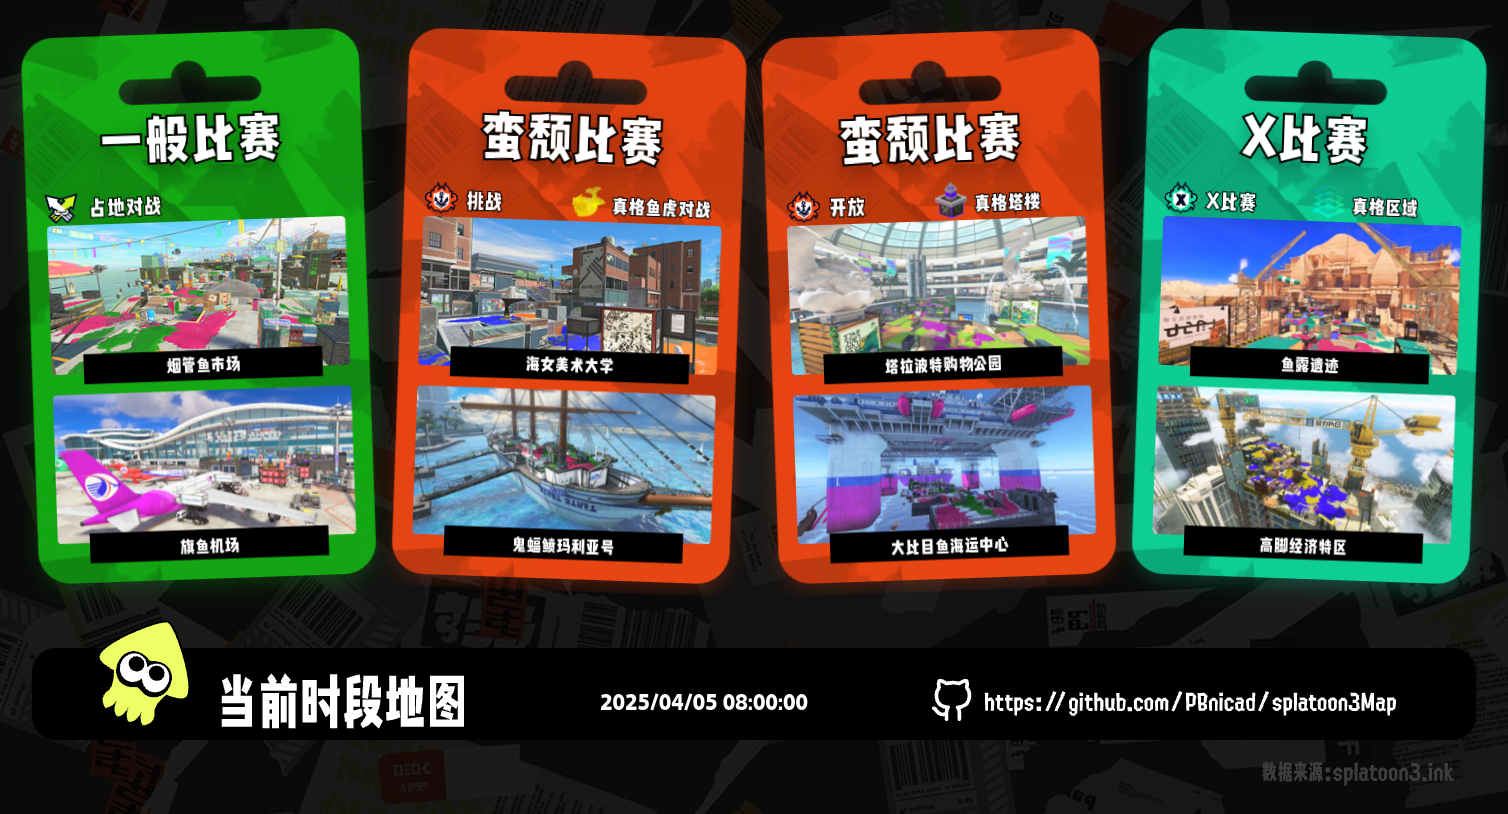 一般比赛
占地对战
烟管鱼市场
旗鱼机场
蛮颓比赛
挑战
真格鱼虎对战
海女美术大学
鬼蝠鲼玛利亚号
蛮颓比赛
开放
真格塔楼
塔拉波特购物公园
大比目鱼海运中心
X比赛
X比赛
真格区域
鱼露遗迹
高脚经济特区
当前时段地图
2025/04/05 08:00:00
https://github.com/PBnicad/splatoon3Map
数据来源:splatoon3.ink